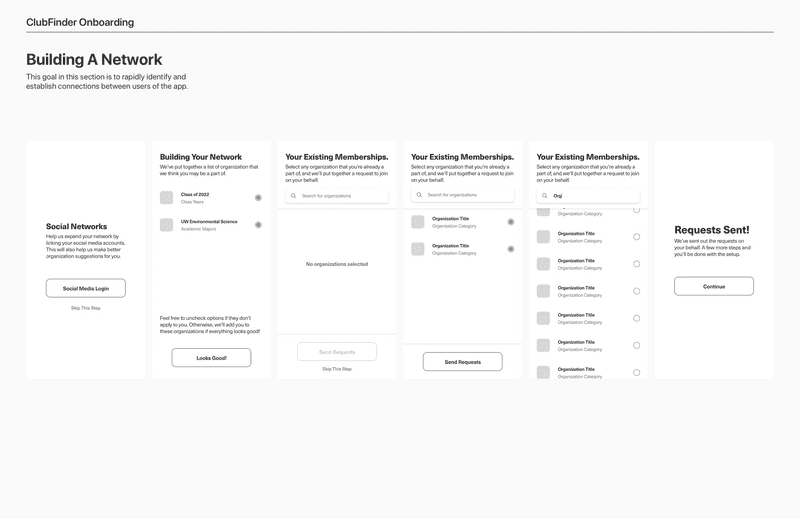 ClubFinder Onboarding
Building A Network
This goal in this section is to rapidly identify and
establish connections between users of the app.
Social Networks
Help us expand your network by
linking your social media accounts.
This will also help us make better
organization suggestions for you.
Social Media Login
Skip This Step
Building Your Network
We've put together a list of organization that
we think you may be a part of.
Class of 2022
Class Years
UW Environmental Science
Academic Majors
Feel free to uncheck options if they don't
apply to you. Otherwise, we'll add you to
these organizations if everything looks good!
Looks Good!
Your Existing Memberships.
Select any organization that you're already a
part of, and we'll put together a request to join
on your behalf.
Search for organizations
No organizations selected
Send Requests
Skip This Step
Your Existing Memberships.
Select any organization that you're already a
part of, and we'll put together a request to join
on your behalf.
Search for organizations
Organization Title
Organization Category
Organization Title
Organization Category
Send Requests
Your Existing Memberships.
Select any organization that you're already a
part of, and we'll put together a request to join
on your behalf.
Org
Organization Category
Organization Title
Organization Category
Organization Title
Organization Category
Organization Title
Organization Category
Organization Title
Organization Category
Organization Title
Organization Category
Organization Title
Organization Category
Requests Sent!
We've sent out the requests on
your behalf. A few more steps and
you'll be done with the setup.
Continue